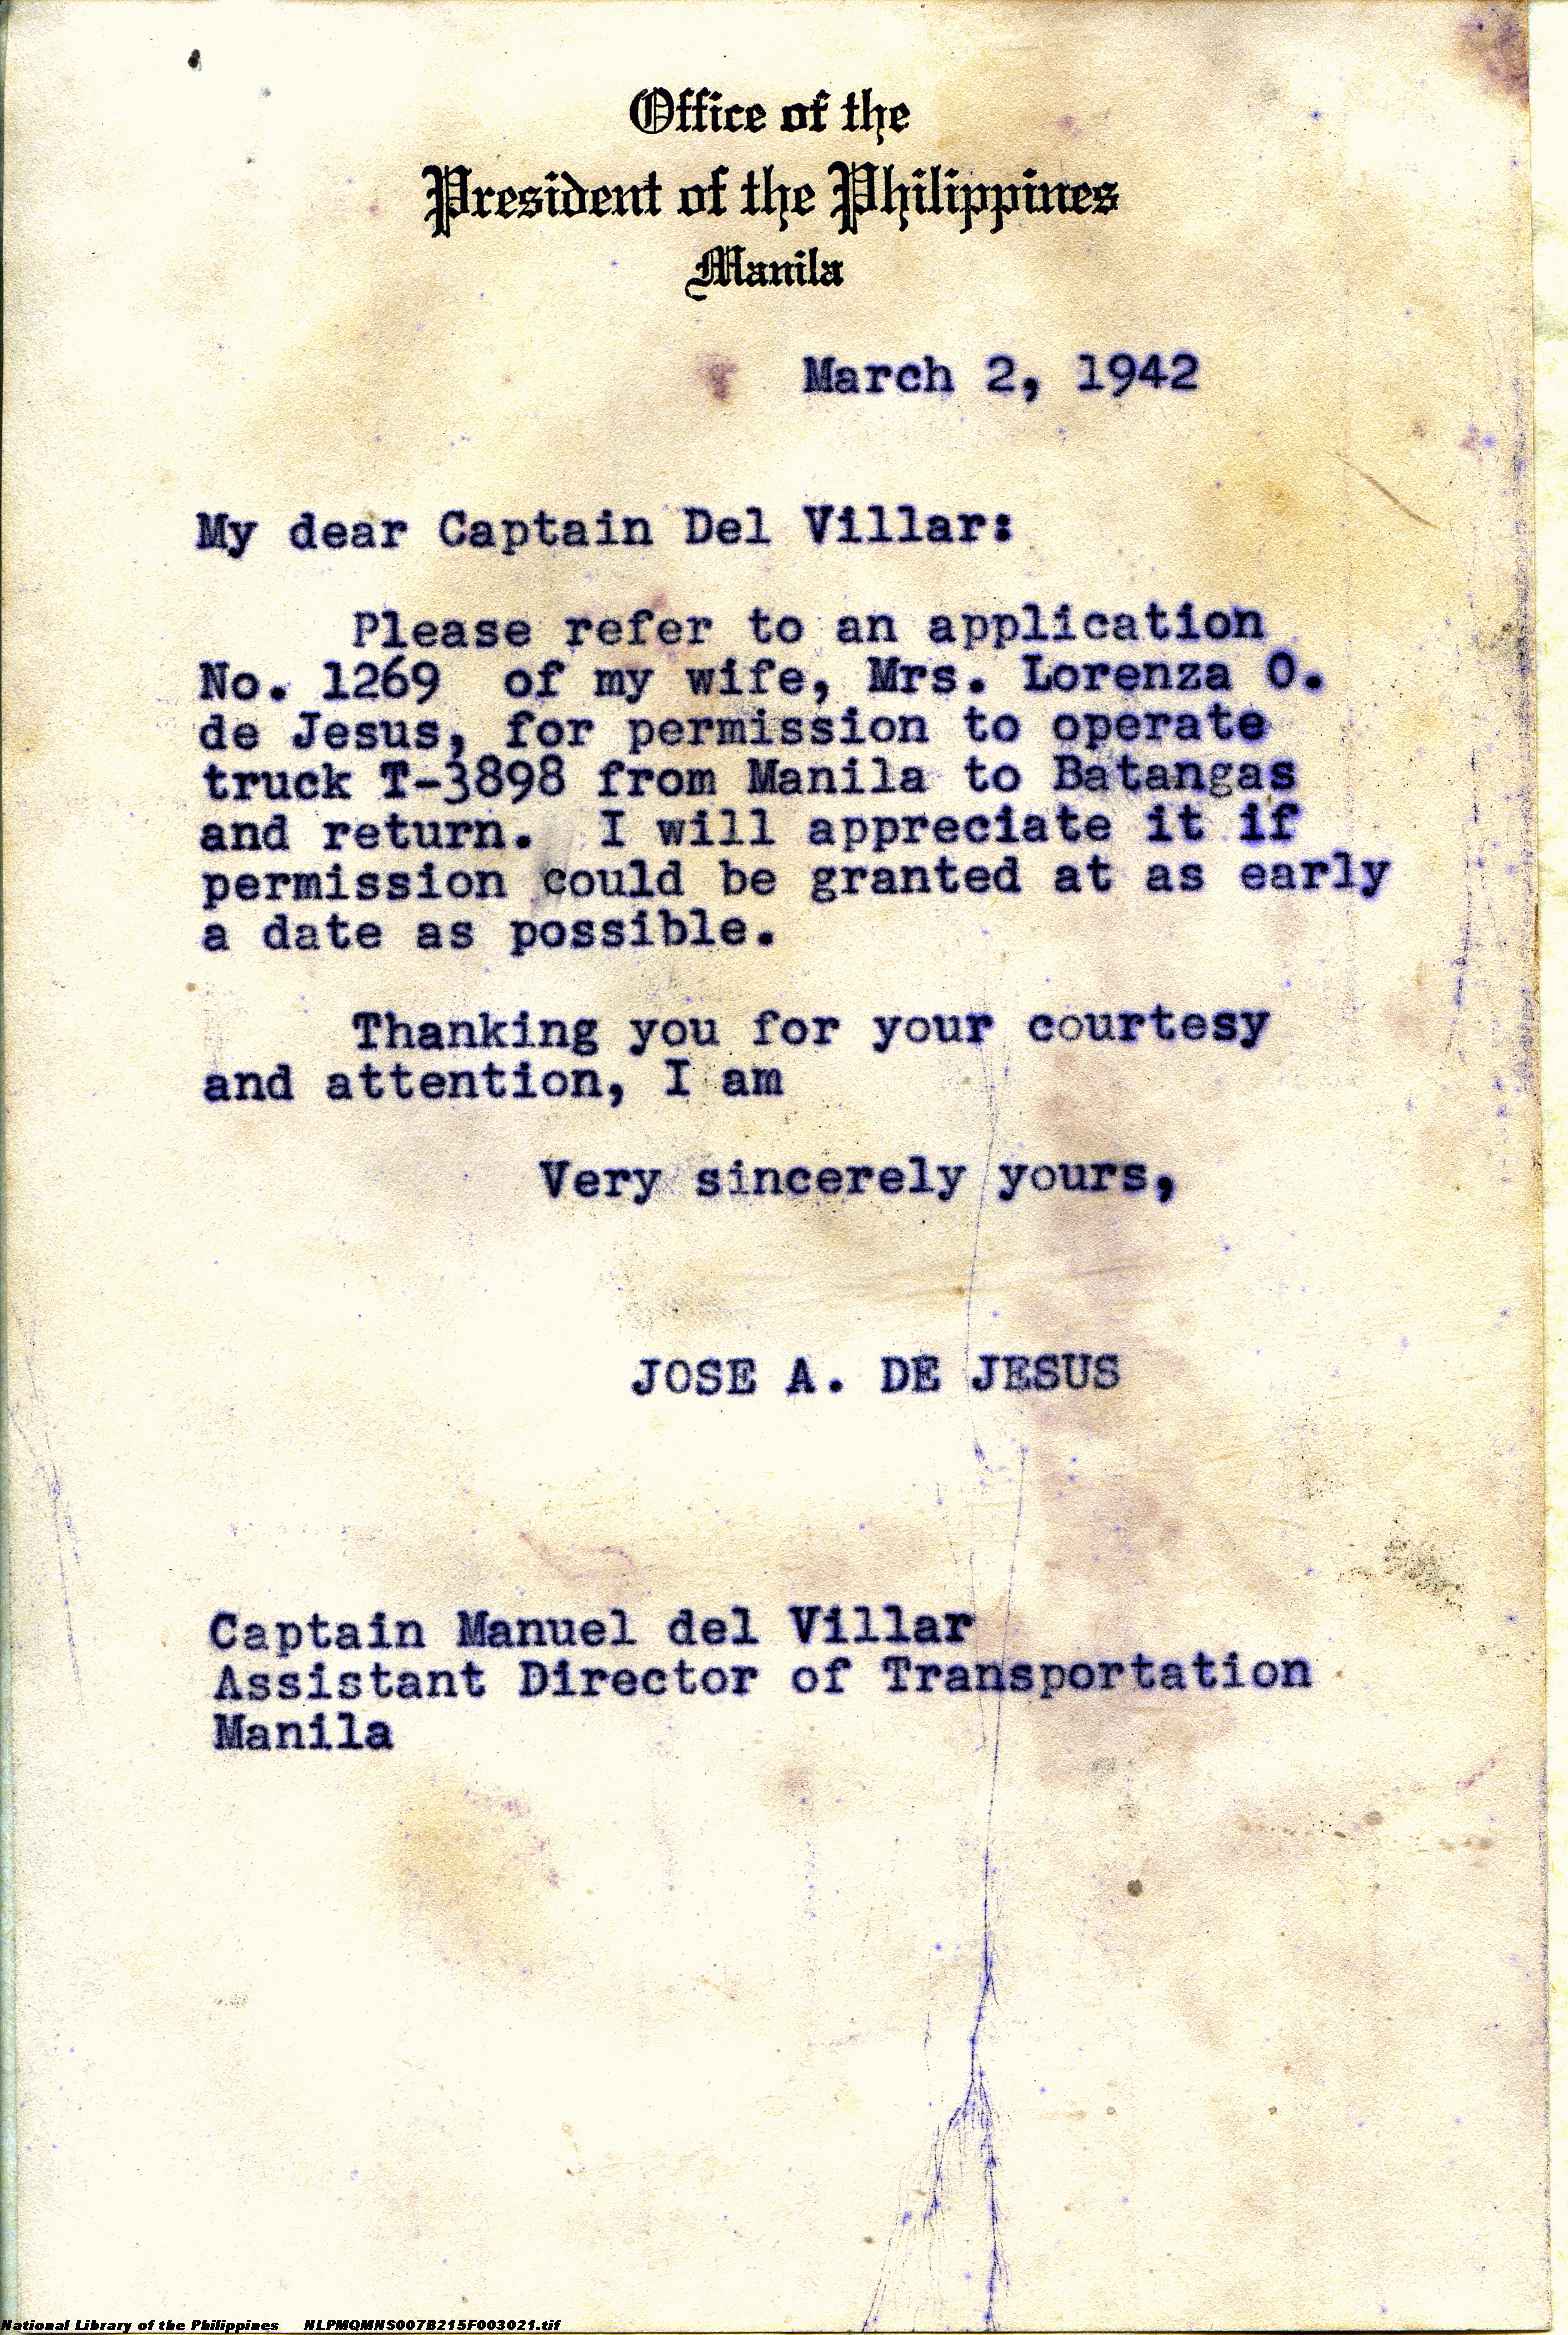 Office of the
President of the Philippines
Manila
March 2, 1942
My dear Captain Del Villar:
Please refer to an application
No. 1269 of my wife, Mrs. Lorenza O.
de Jesus, for permission to operate
truck T-3898 from Manila to Batangas
and return. I will appreciate it if
permission could be granted at as early
a date as possible.
Thanking you for your courtesy
and attention, I am
Very sincerely yours,
JOSE A. DE JESUS
Captain Manuel del Villar
Assistant Director of Transportation
Manila
National Library of the Philippines NLPMQMNS007B215F003021.tif